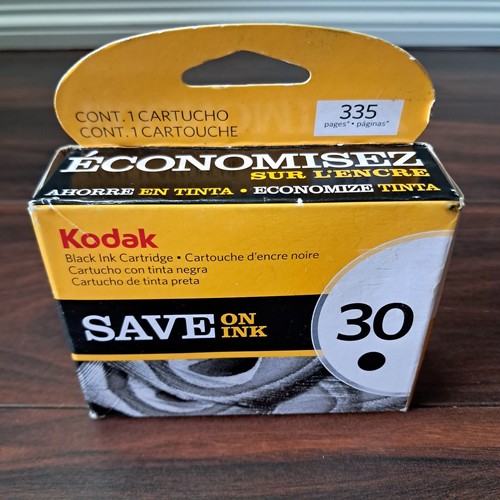 CONT. 1 CARTUCHO
CONT. 1 CARTOUCHE
335
pages* • páginas*
ÉCONOMISEZ
SUR L'ENCRE
AHORRE EN TINTA • ECONOMIZE TINTA
Kodak
Black Ink Cartridge • Cartouche d'encre noire
Cartucho con tinta negra
Cartucho de tinta preta
SAVE ON INK
30